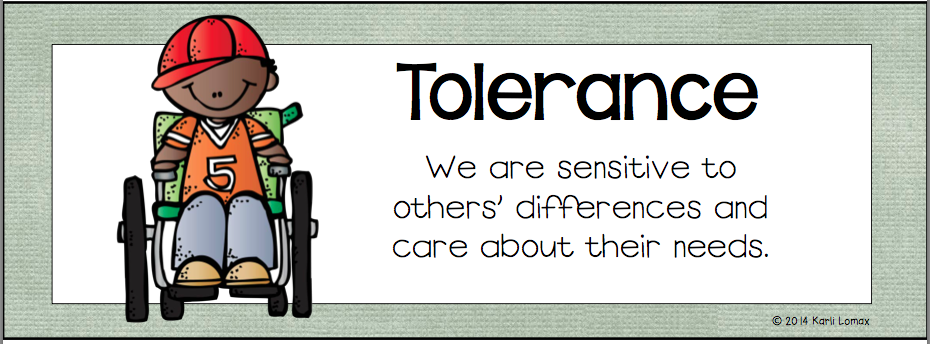 Tolerance
We are sensitive to
others' differences and
care about their needs.
5
© 2014 Karli Lomax